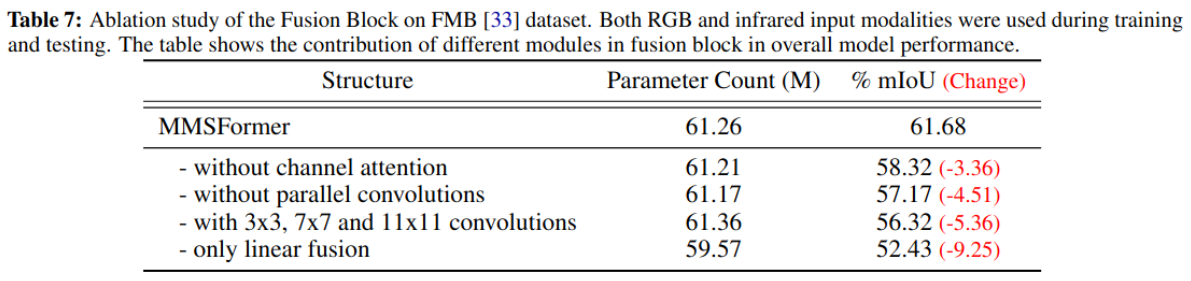 Table 7: Ablation study of the Fusion Block on FMB [33] dataset. Both RGB and infrared input modalities were used during training
and testing. The table shows the contribution of different modules in fusion block in overall model performance.
Structure Parameter Count (M) % mIoU (Change)
MMSFormer 61.26 61.68
- without channel attention 61.21 58.32 (-3.36)
- without parallel convolutions 61.17 57.17 (-4.51)
- with 3x3, 7x7 and 11x11 convolutions 61.36 56.32 (-5.36)
- only linear fusion 59.57 52.43 (-9.25)